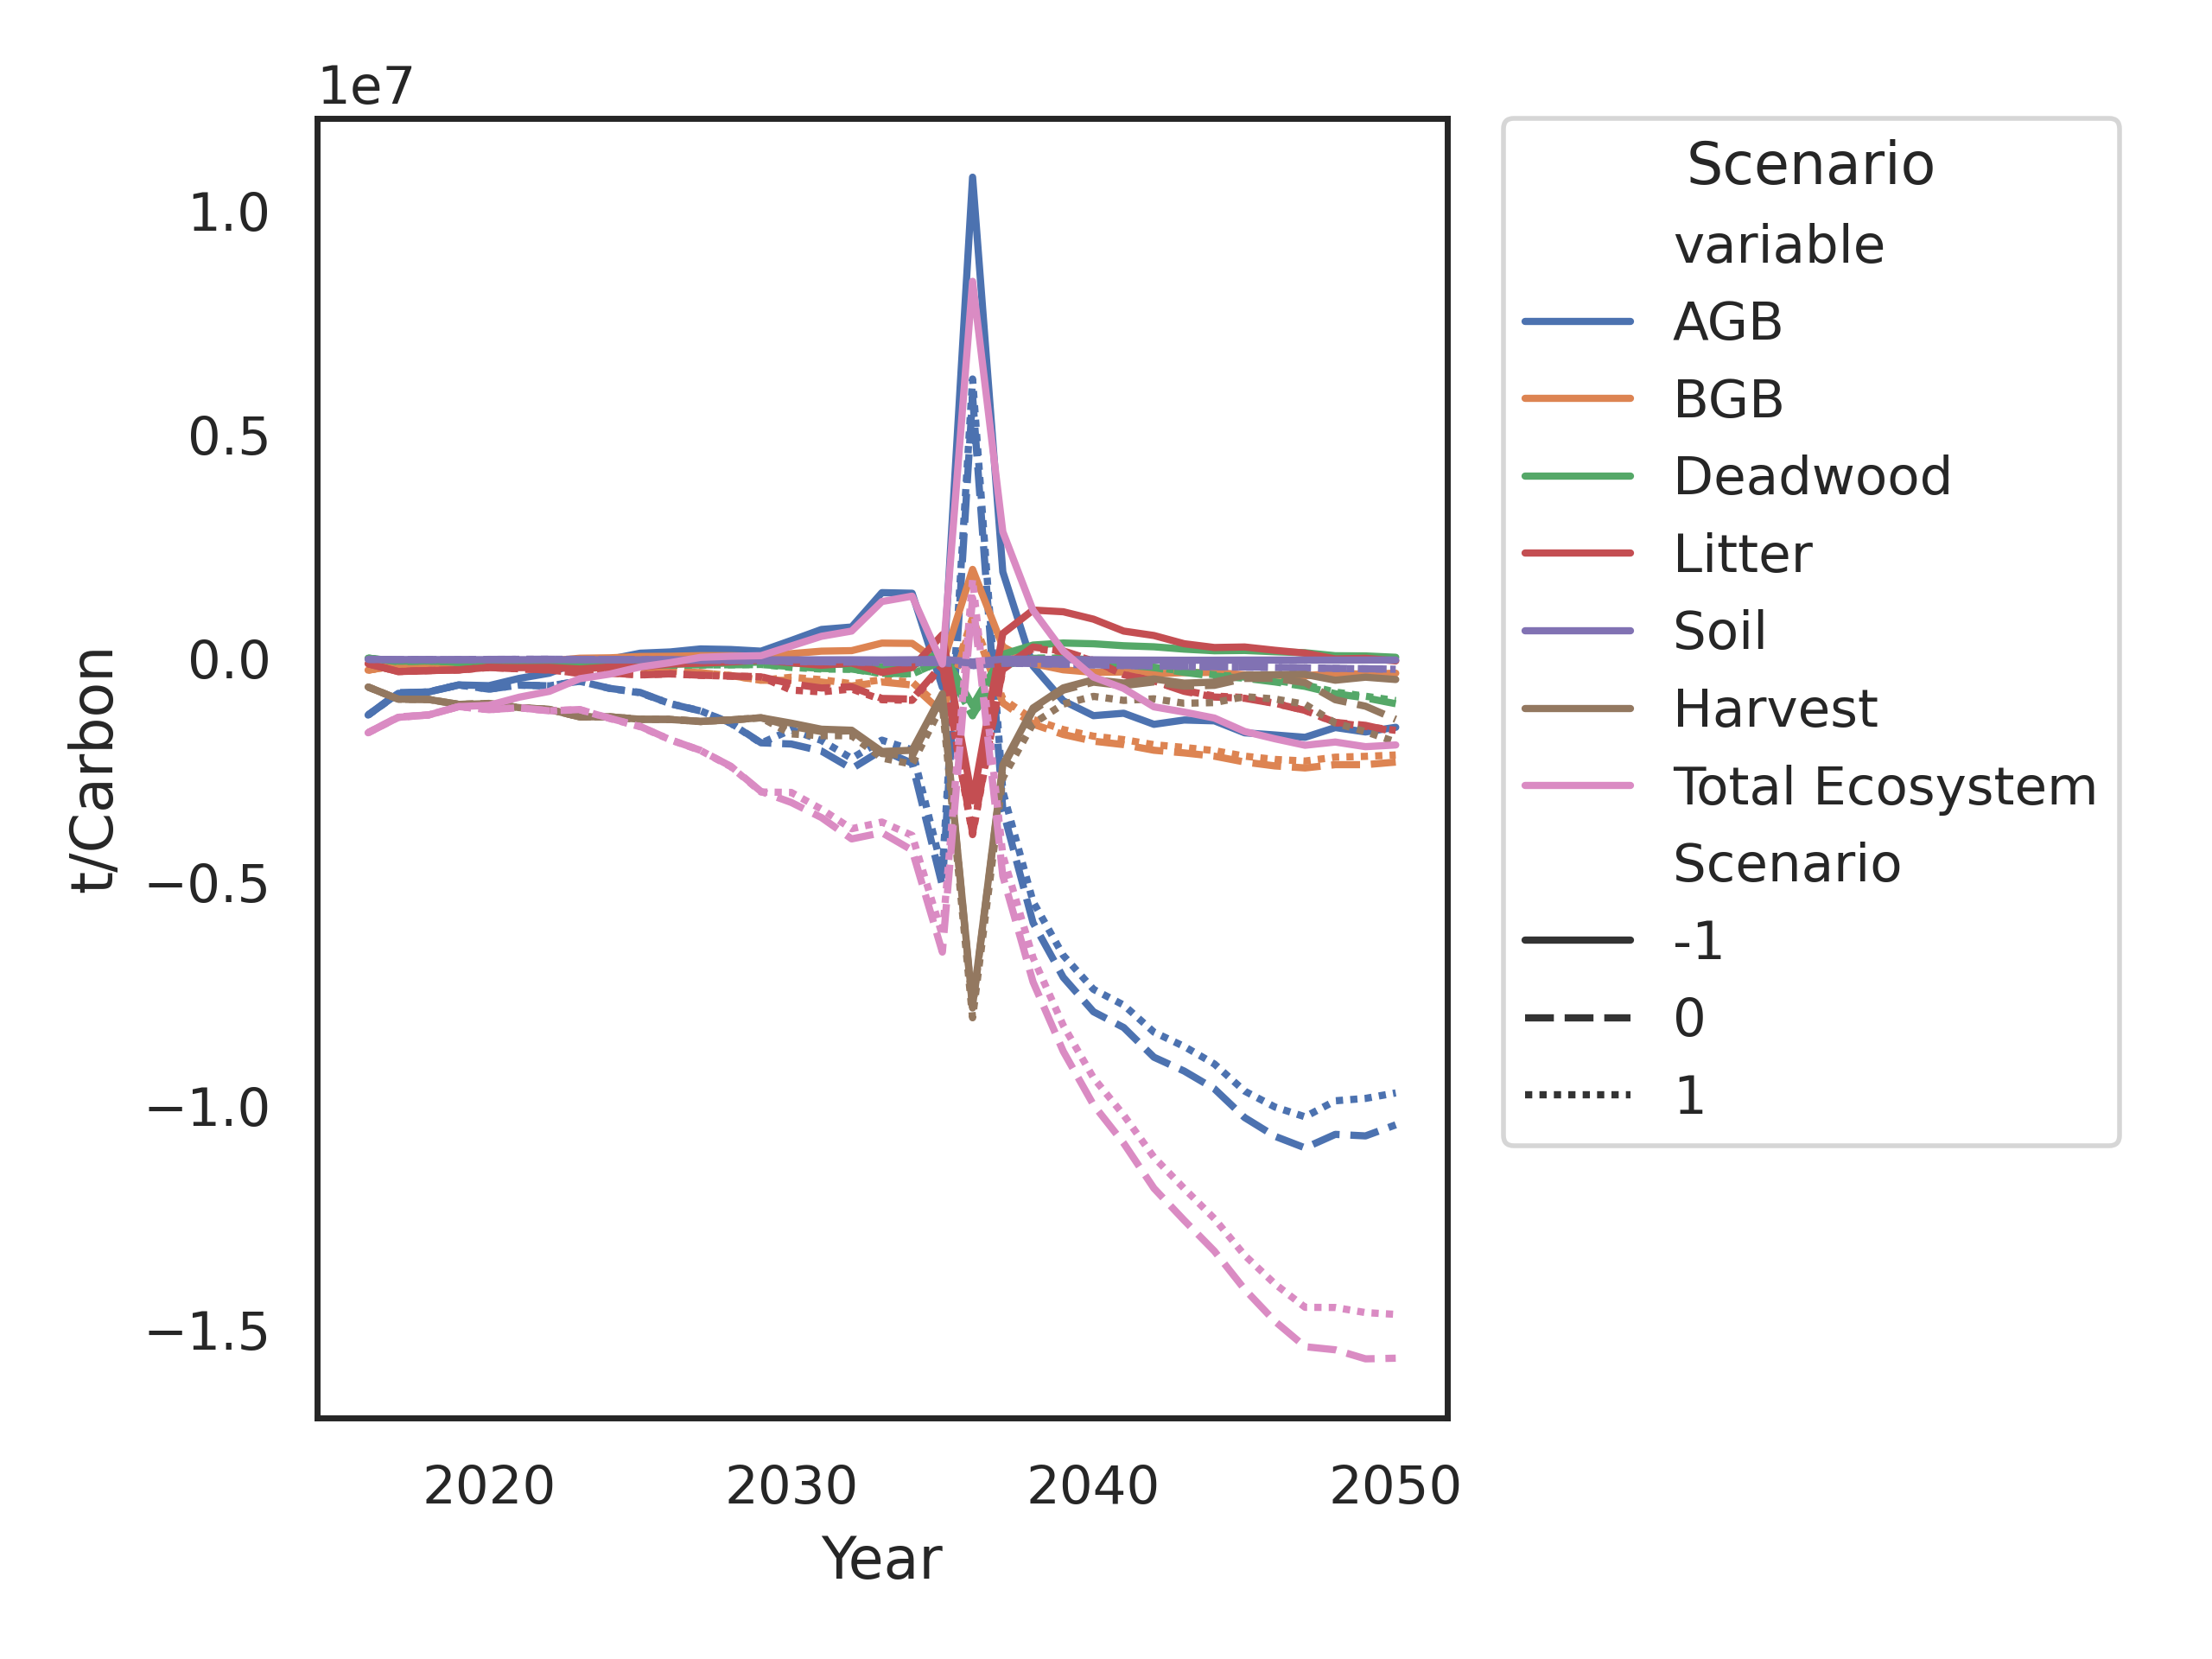 1e7
1.0
0.5
0.0
−0.5
−1.0
−1.5
t/Carbon
2020 2030 2040 2050
Year
Scenario
variable
AGB
BGB
Deadwood
Litter
Soil
Harvest
Total Ecosystem
Scenario
-1
0
1